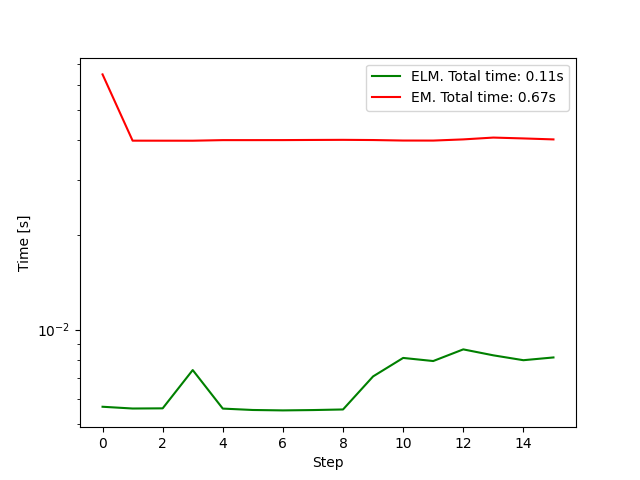 ELM. Total time: 0.11s
EM. Total time: 0.67s
Time [s]
10⁻²
0 2 4 6 8 10 12 14
Step